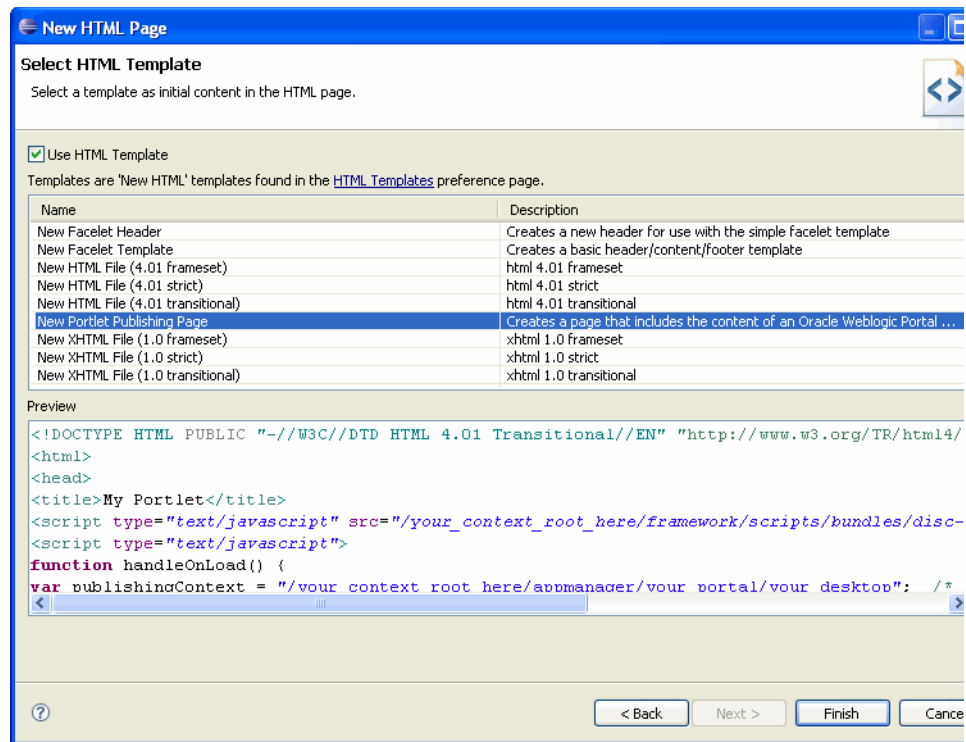 New HTML Page
Select HTML Template
Select a template as initial content in the HTML page.
Use HTML Template
Templates are 'New HTML' templates found in the HTML Templates preference page.
Name Description
New Facelet Header Creates a new header for use with the simple facelet template
New Facelet Template Creates a basic header/content/footer template
New HTML File (4.01 frameset) html 4.01 frameset
New HTML File (4.01 strict) html 4.01 strict
New HTML File (4.01 transitional) html 4.01 transitional
New Portlet Publishing Page Creates a page that includes the content of an Oracle Weblogic Portal ...
New XHTML File (1.0 frameset) xhtml 1.0 frameset
New XHTML File (1.0 strict) xhtml 1.0 strict
New XHTML File (1.0 transitional) xhtml 1.0 transitional
Preview
<!DOCTYPE HTML PUBLIC "-//W3C//DTD HTML 4.01 Transitional//EN" "http://www.w3.org/TR/html4/
<html>
<head>
<title>My Portlet</title>
<script type="text/javascript" src="/your_context_root_here/framework/scripts/bundles/disc-
<script type="text/javascript">
function handleOnLoad() {
var publishingContext = "/your_context_root_here/appmanager/your_portal/your_desktop"; /*
< Back Next > Finish Cance